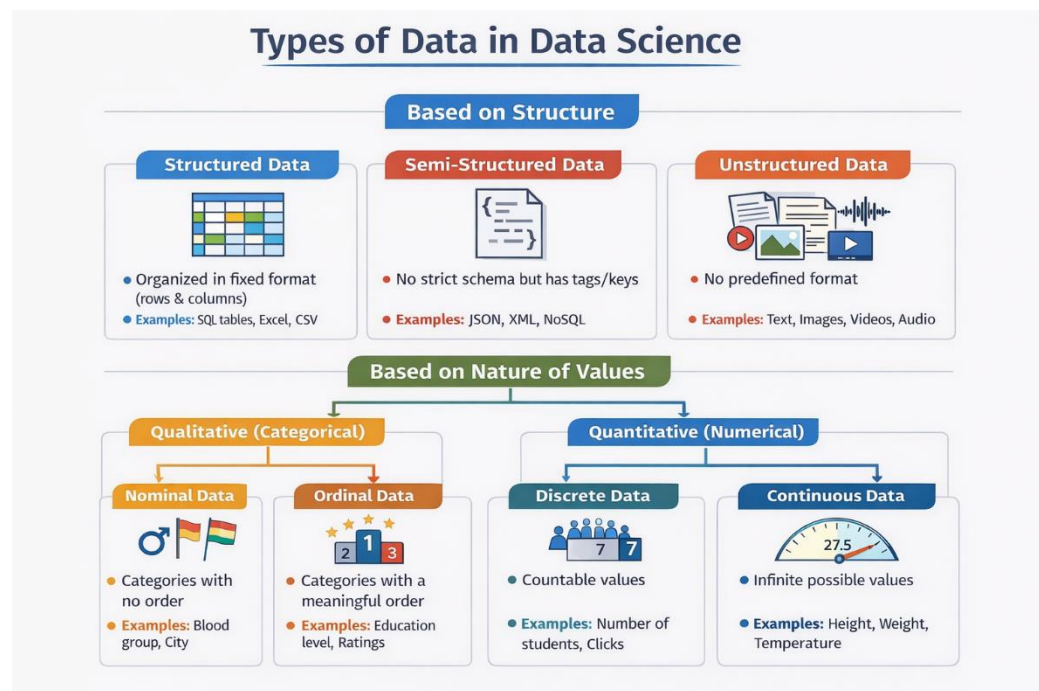 Types of Data in Data Science
Based on Structure
Structured Data
• Organized in fixed format
(rows & columns)
• Examples: SQL tables, Excel, CSV
Semi-Structured Data
{
}
• No strict schema but has tags/keys
• Examples: JSON, XML, NoSQL
Unstructured Data
• No predefined format
• Examples: Text, Images, Videos, Audio
Based on Nature of Values
Qualitative (Categorical)
Nominal Data
• Categories with
no order
• Examples: Blood
group, City
Ordinal Data
2 1 3
• Categories with a
meaningful order
• Examples: Education
level, Ratings
Quantitative (Numerical)
Discrete Data
7 7
• Countable values
• Examples: Number of
students, Clicks
Continuous Data
27.5
• Infinite possible values
• Examples: Height, Weight,
Temperature